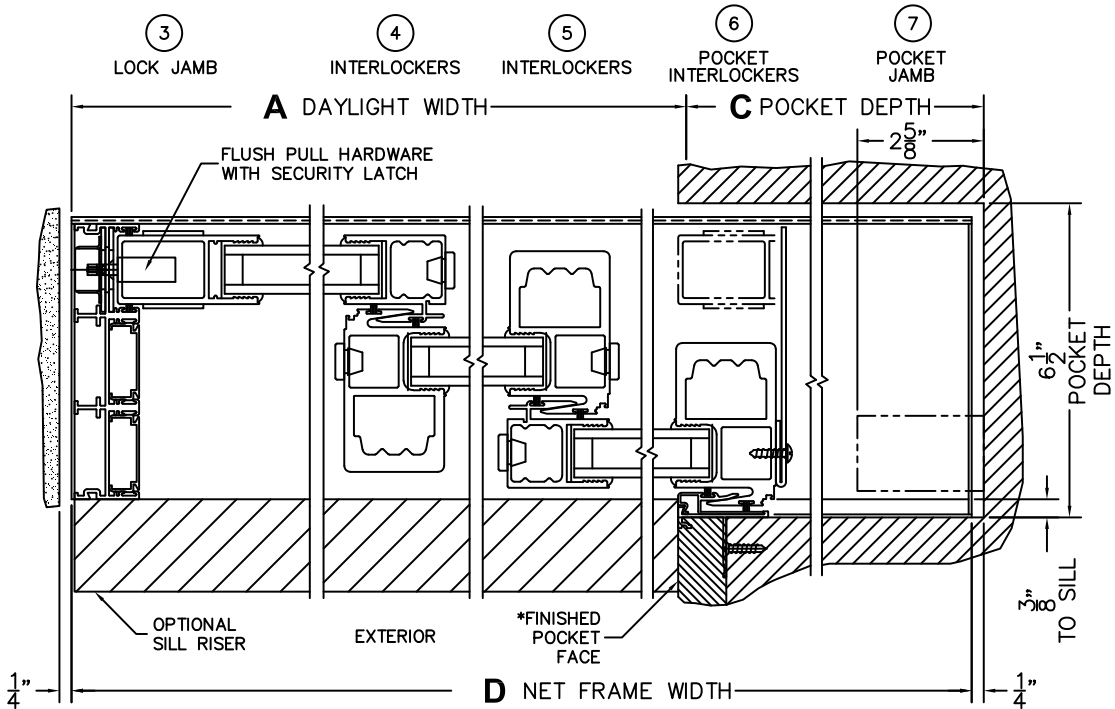 3
LOCK JAMB
4
INTERLOCKERS
5
INTERLOCKERS
6
POCKET
INTERLOCKERS
7
POCKET
JAMB
A DAYLIGHT WIDTH
C POCKET DEPTH
2 5/8"
FLUSH PULL HARDWARE
WITH SECURITY LATCH
6 1/2"
POCKET
DEPTH
3/8"
TO SILL
OPTIONAL
SILL RISER
EXTERIOR
*FINISHED
POCKET
FACE
1/4"
D NET FRAME WIDTH
1/4"